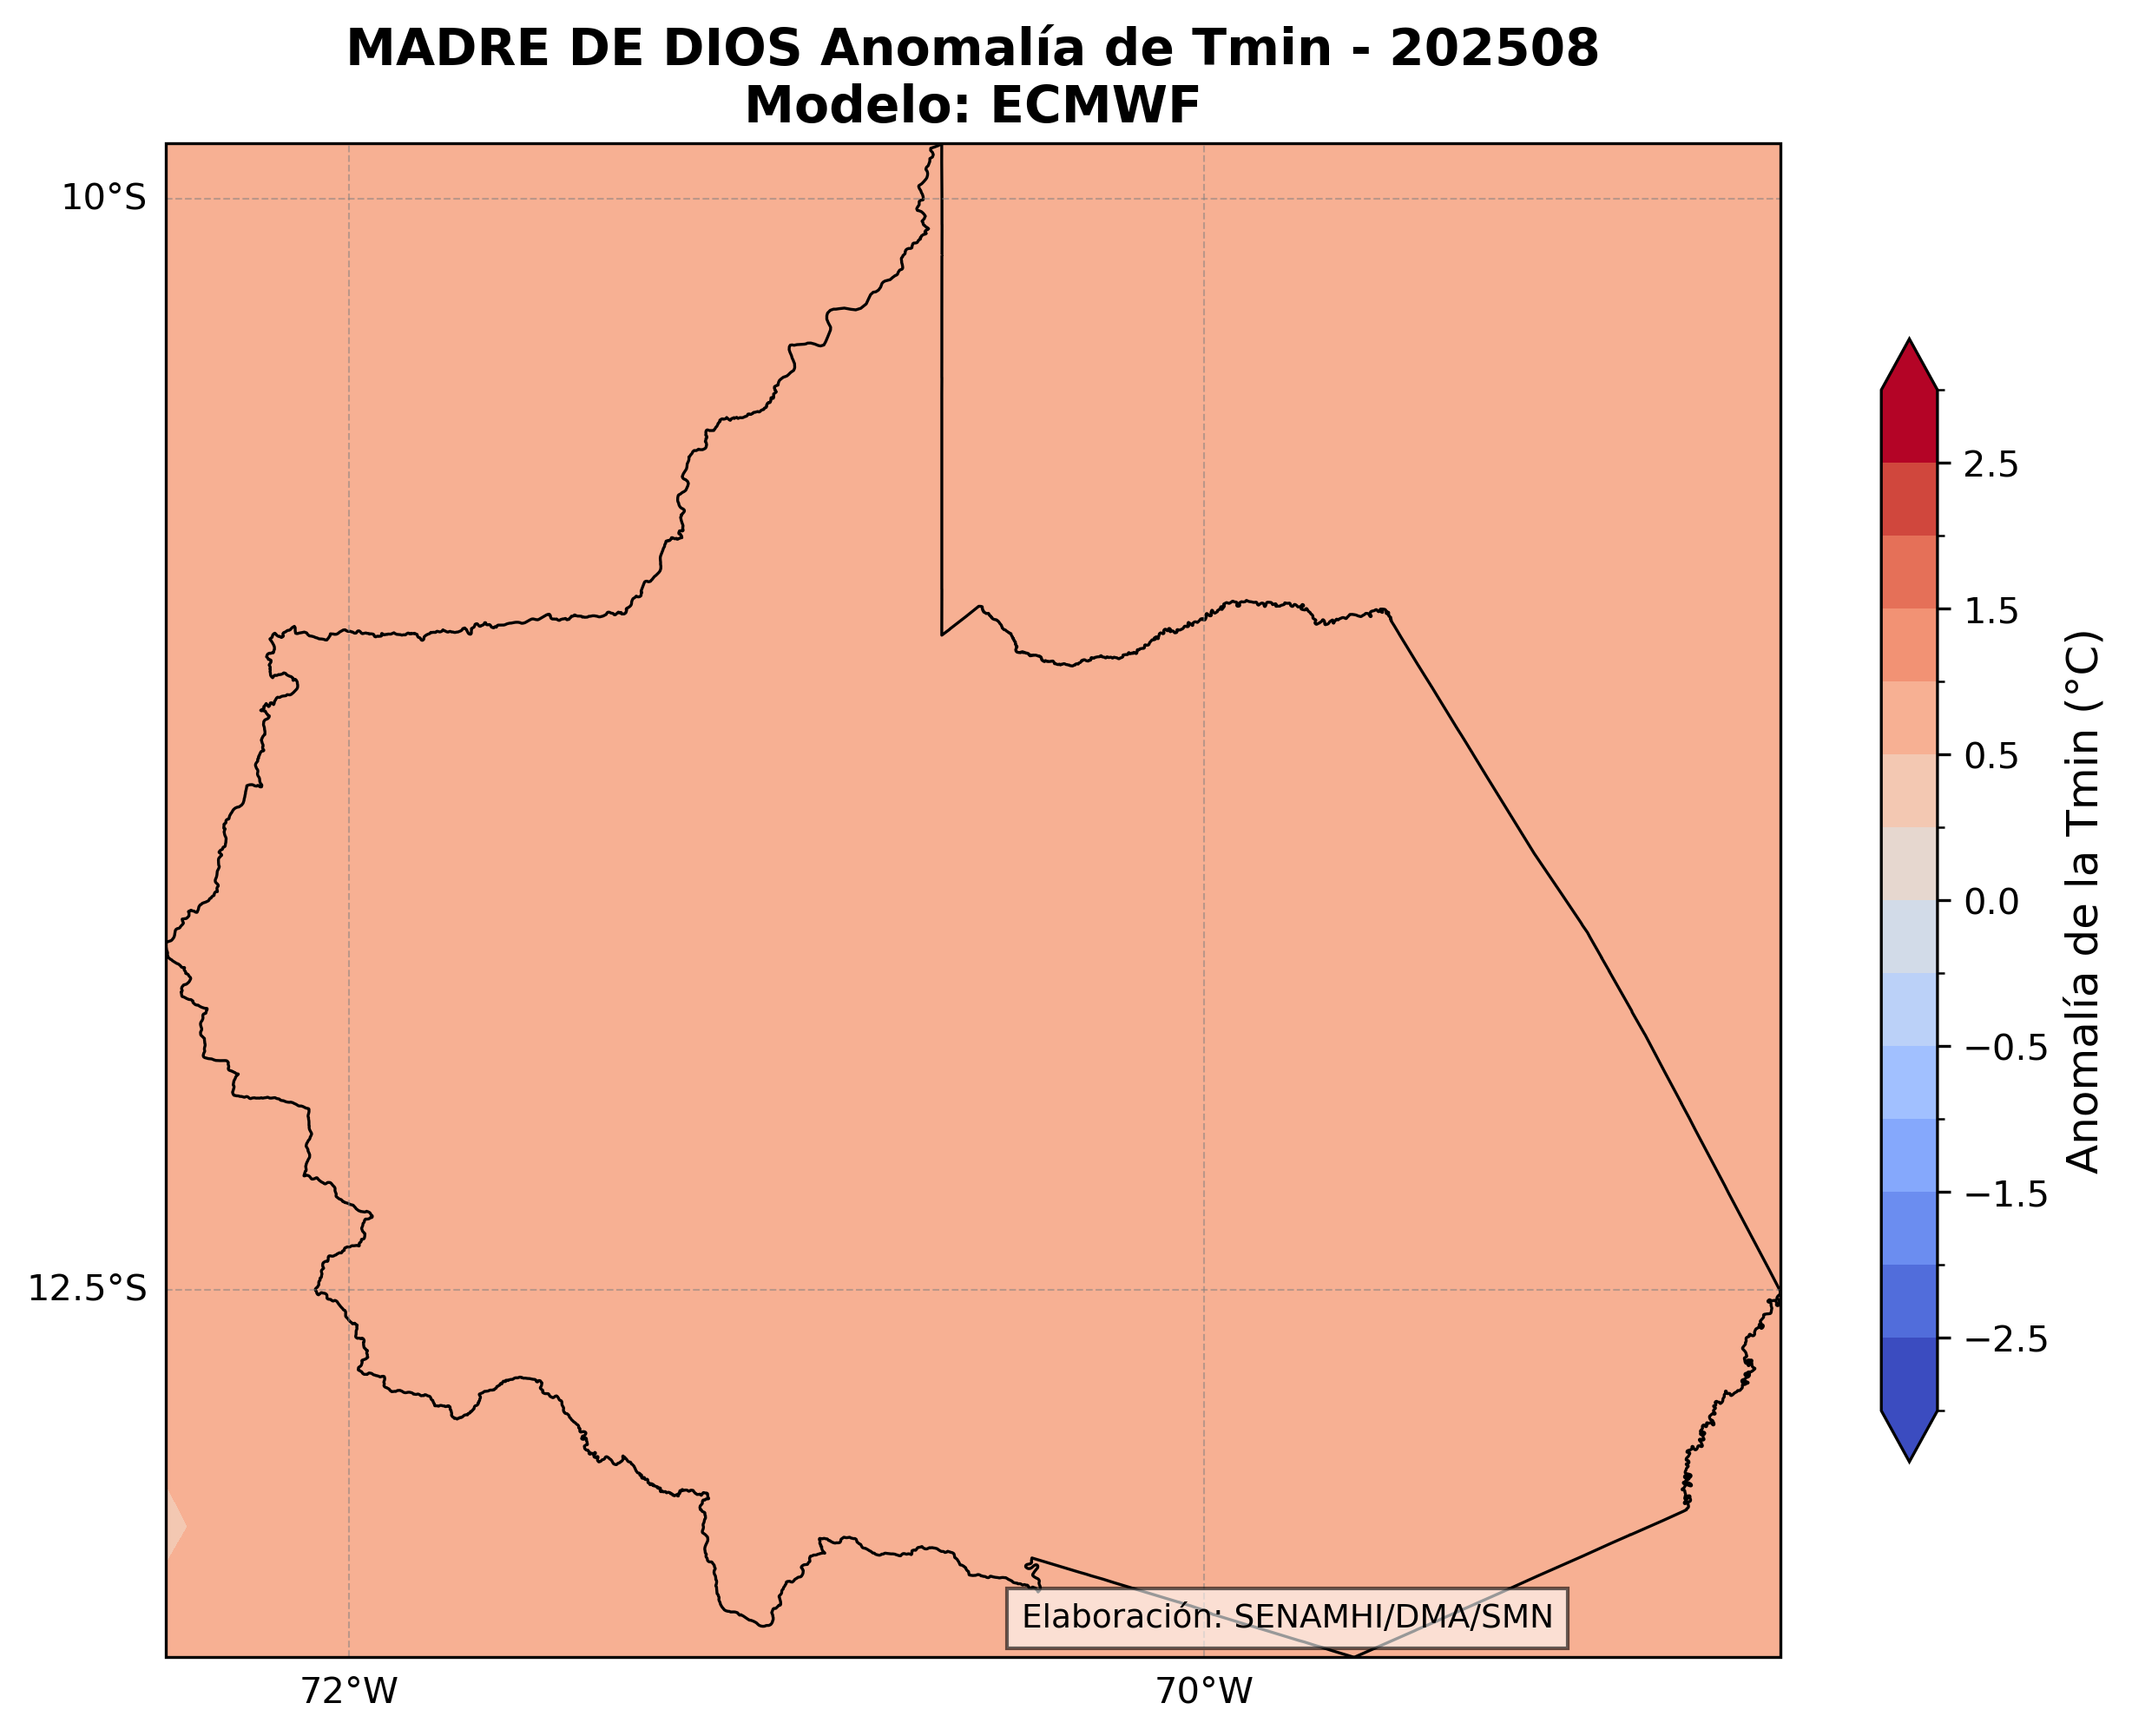 MADRE DE DIOS Anomalía de Tmin - 202508
Modelo: ECMWF
10°S
12.5°S
72°W
70°W
Elaboración: SENAMHI/DMA/SMN
2.5
1.5
0.5
0.0
−0.5
−1.5
−2.5
Anomalía de la Tmin (°C)